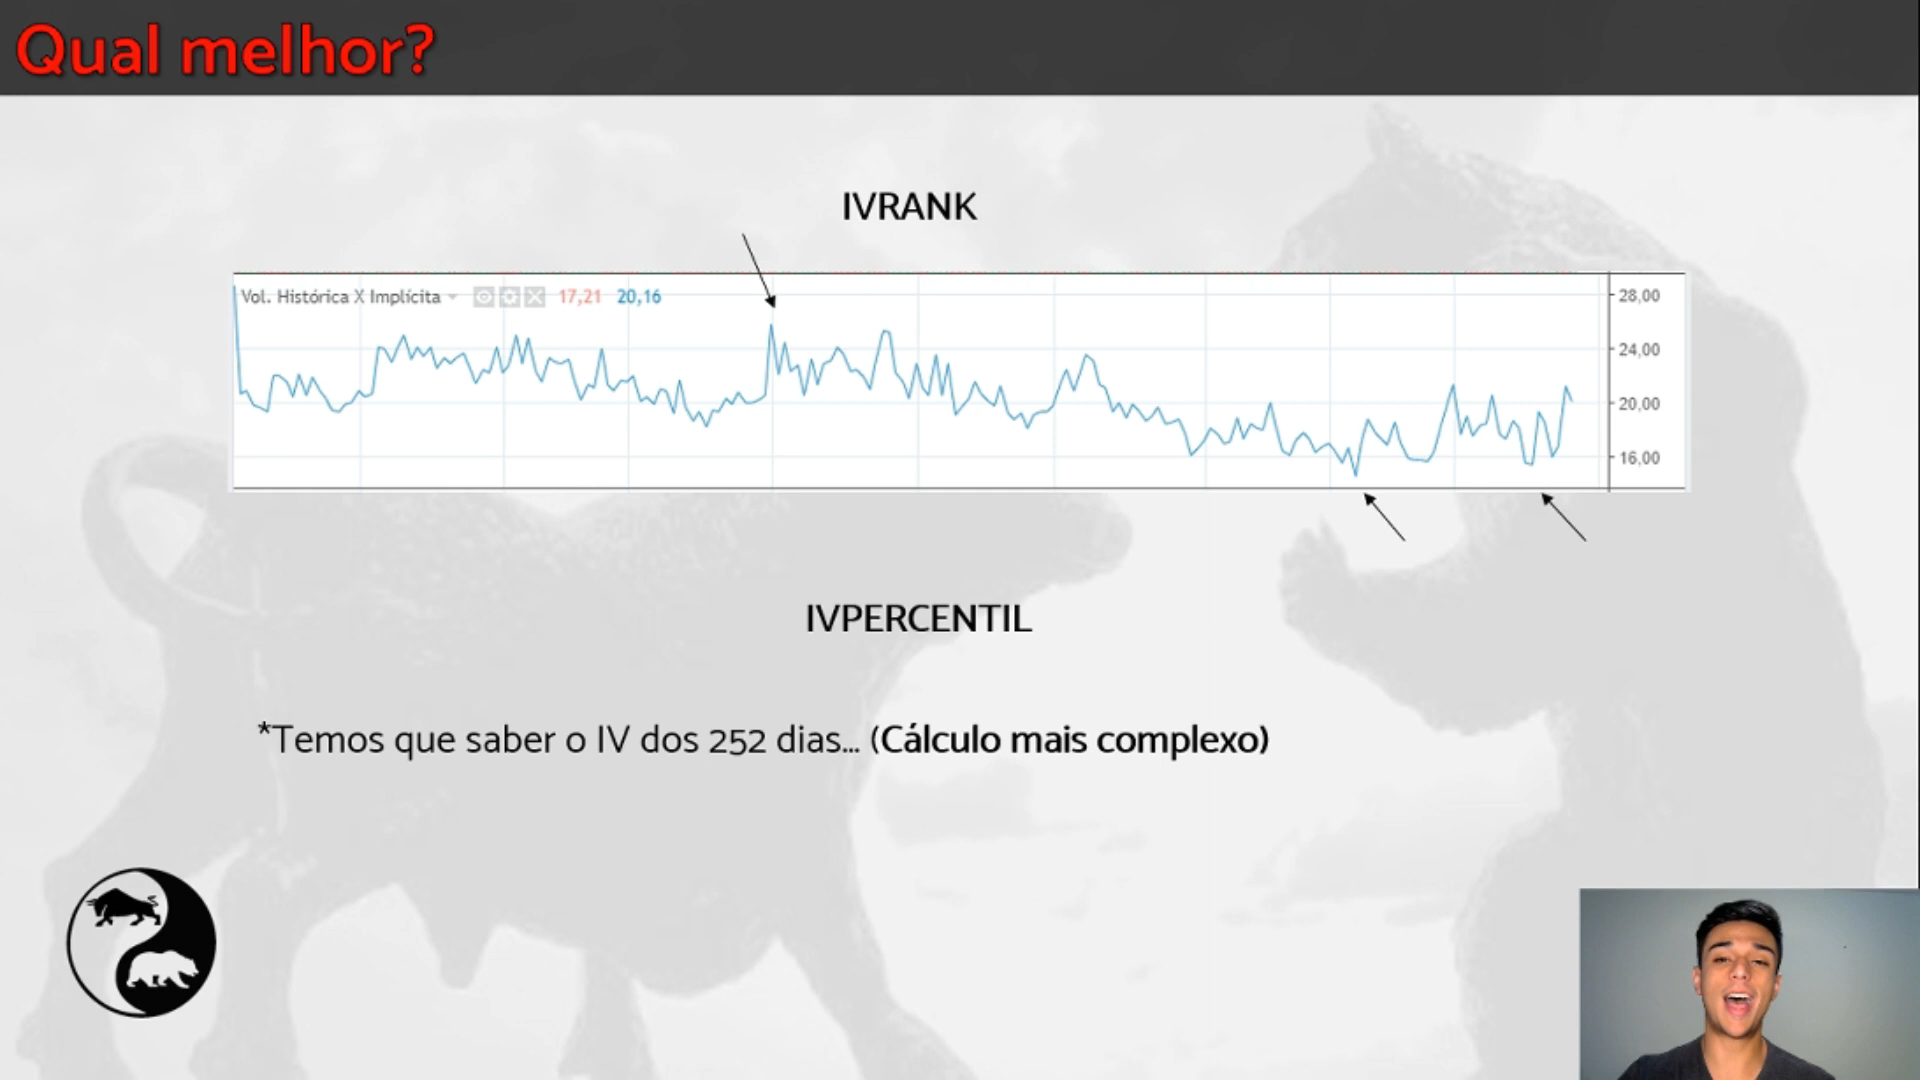 Qual melhor?
IVRANK
Vol. Histórica X Implícita 17,21 20,16
28,00
24,00
20,00
16,00
IVPERCENTIL
*Temos que saber o IV dos 252 dias... (Cálculo mais complexo)